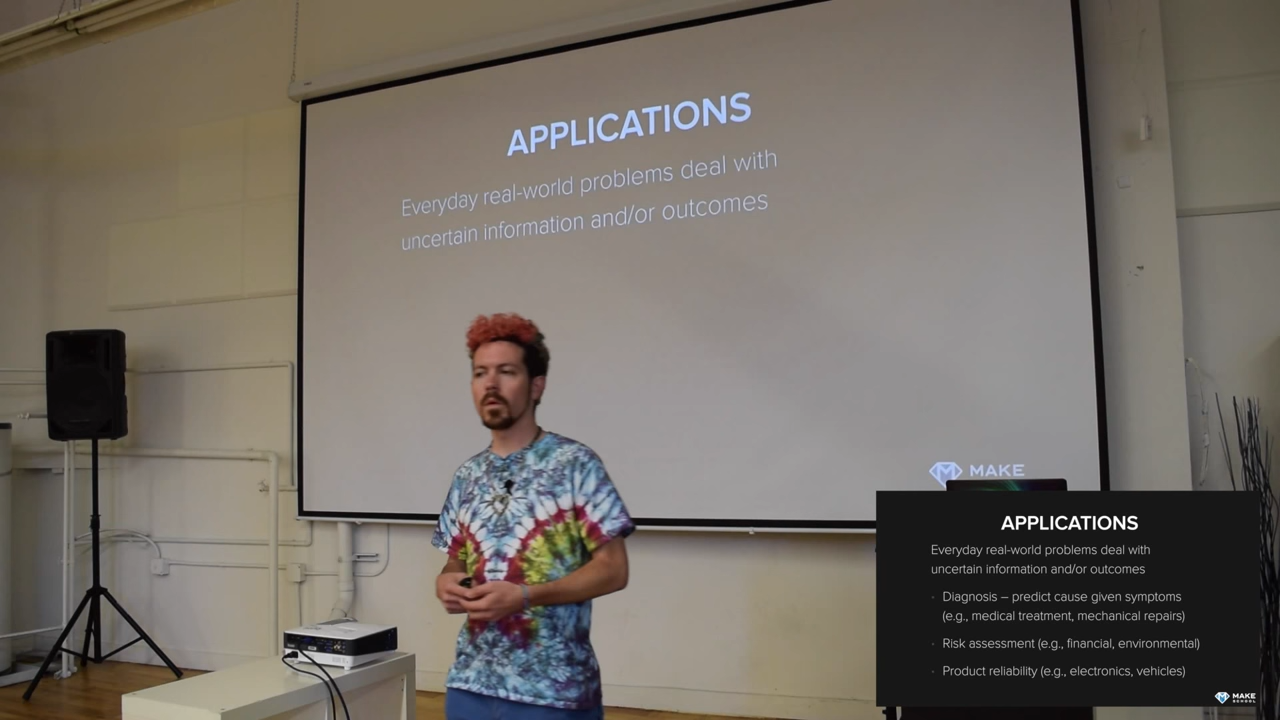 APPLICATIONS
Everyday real-world problems deal with
uncertain information and/or outcomes
MAKE
APPLICATIONS
Everyday real-world problems deal with
uncertain information and/or outcomes
• Diagnosis – predict cause given symptoms
(e.g., medical treatment, mechanical repairs)
• Risk assessment (e.g., financial, environmental)
• Product reliability (e.g., electronics, vehicles)
MAKE
SCHOOL